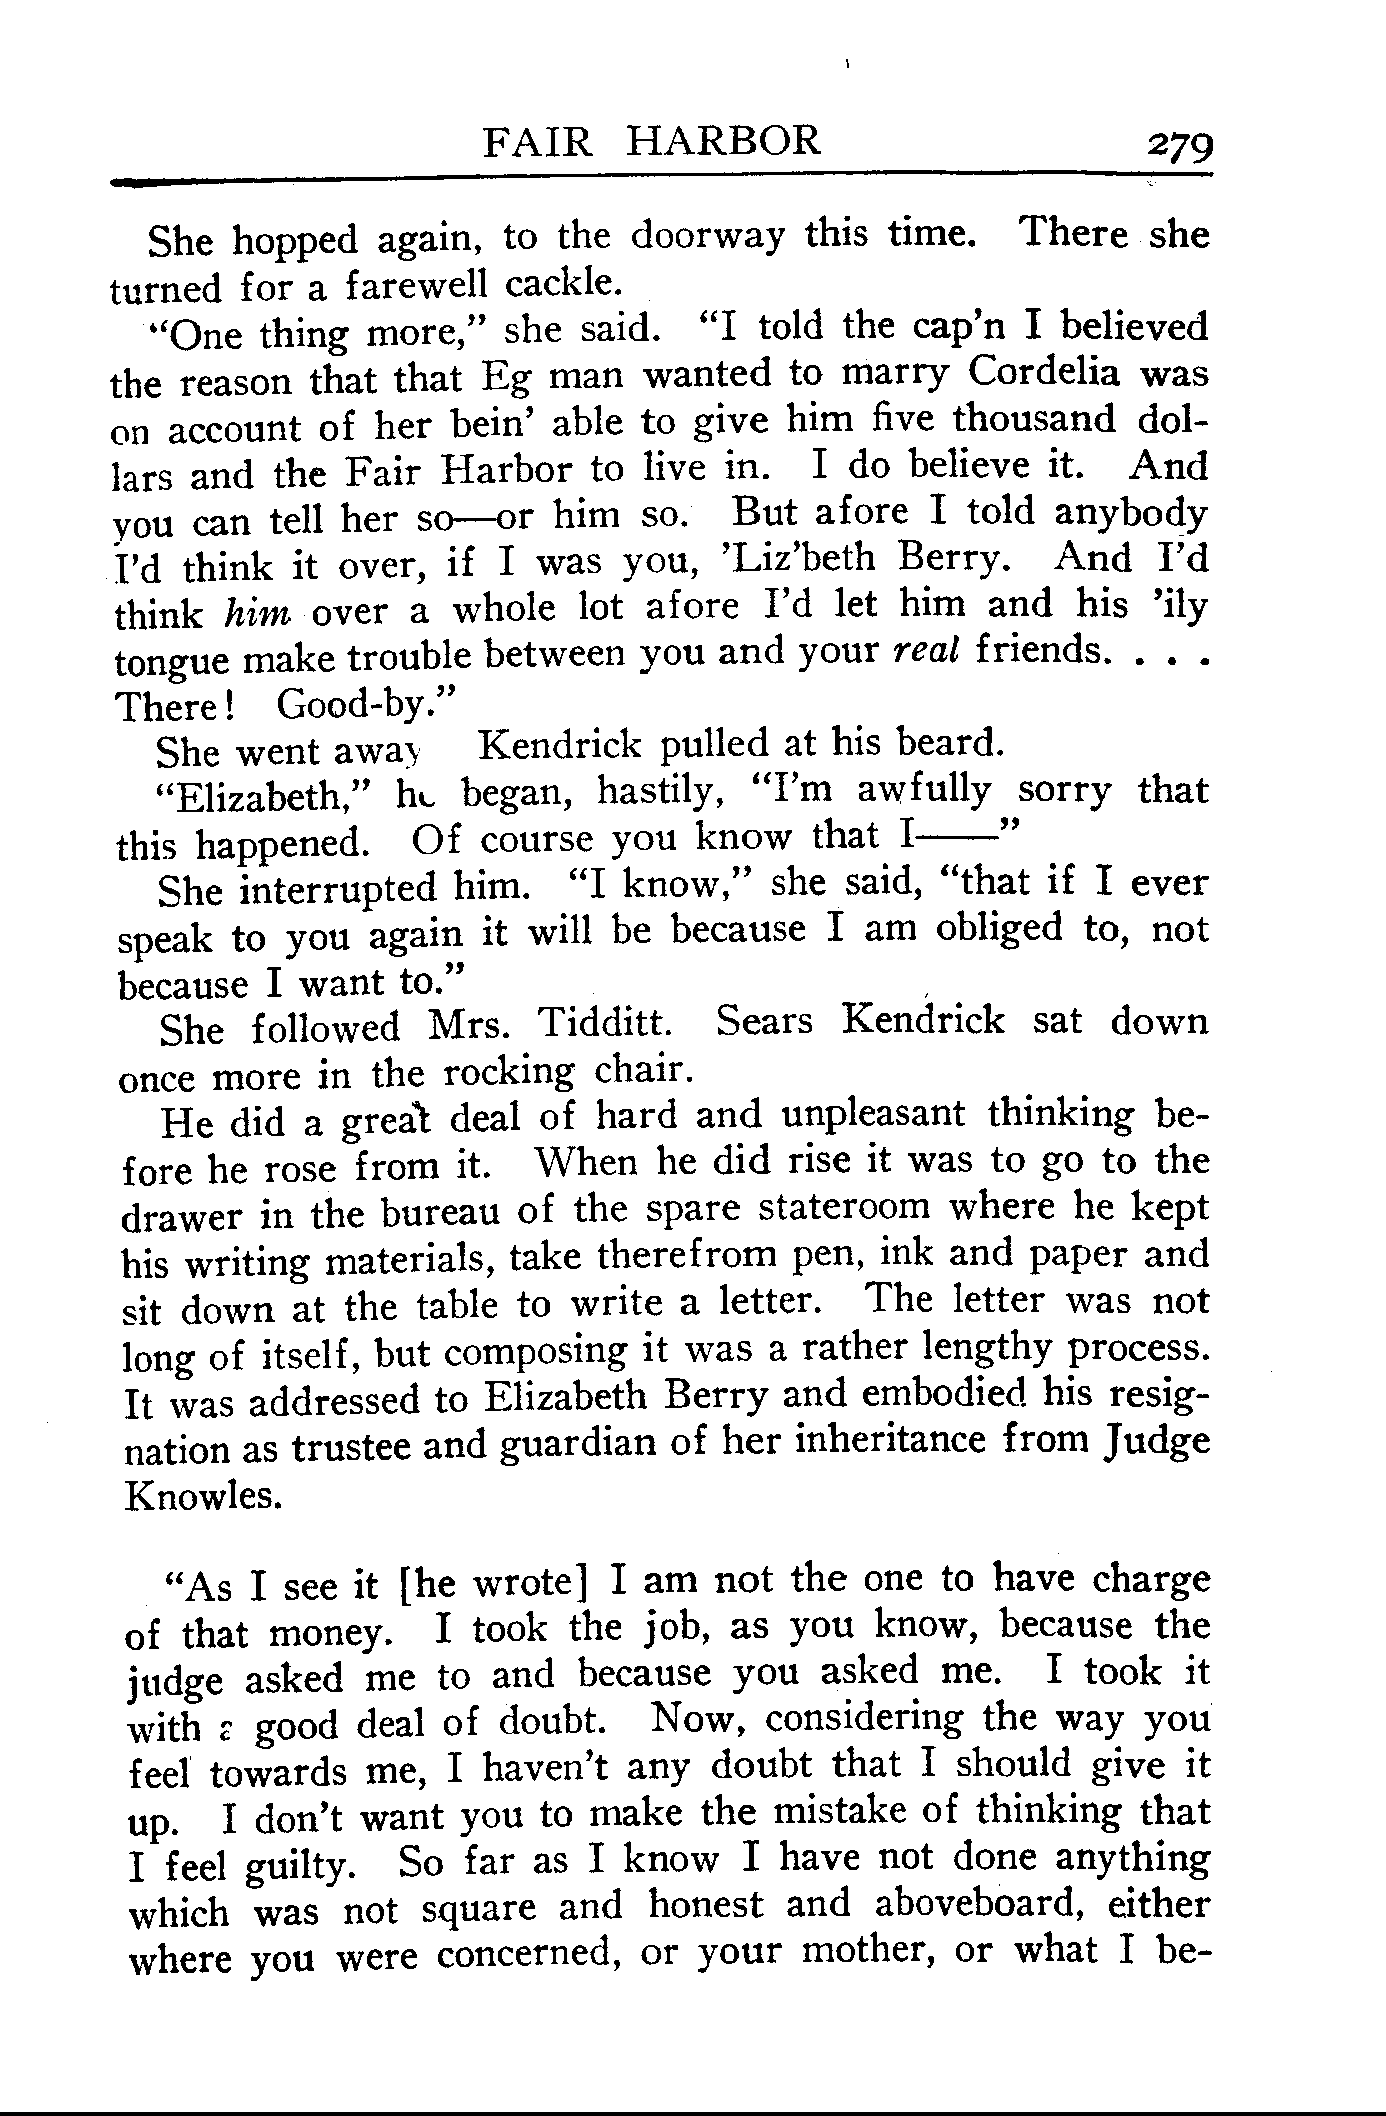 FAIR HARBOR 279
She hopped again, to the doorway this time. There she
turned for a farewell cackle.
“One thing more,” she said. “I told the cap’n I believed
the reason that that Eg man wanted to marry Cordelia was
on account of her bein’ able to give him five thousand dol-
lars and the Fair Harbor to live in. I do believe it. And
you can tell her so—or him so. But afore I told anybody
I’d think it over, if I was you, ’Liz’beth Berry. And I’d
think him over a whole lot afore I’d let him and his ’ily
tongue make trouble between you and your real friends. . . .
There! Good-by.”
She went away Kendrick pulled at his beard.
“Elizabeth,” he began, hastily, “I’m awfully sorry that
this happened. Of course you know that I——”
She interrupted him. “I know,” she said, “that if I ever
speak to you again it will be because I am obliged to, not
because I want to.”
She followed Mrs. Tidditt. Sears Kendrick sat down
once more in the rocking chair.
He did a great deal of hard and unpleasant thinking be-
fore he rose from it. When he did rise it was to go to the
drawer in the bureau of the spare stateroom where he kept
his writing materials, take therefrom pen, ink and paper and
sit down at the table to write a letter. The letter was not
long of itself, but composing it was a rather lengthy process.
It was addressed to Elizabeth Berry and embodied his resig-
nation as trustee and guardian of her inheritance from Judge
Knowles.
“As I see it [he wrote] I am not the one to have charge
of that money. I took the job, as you know, because the
judge asked me to and because you asked me. I took it
with a good deal of doubt. Now, considering the way you
feel towards me, I haven’t any doubt that I should give it
up. I don’t want you to make the mistake of thinking that
I feel guilty. So far as I know I have not done anything
which was not square and honest and aboveboard, either
where you were concerned, or your mother, or what I be-